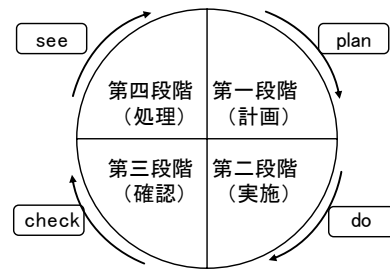 see
plan
第四段階
(処理)
第一段階
(計画)
第三段階
(確認)
第二段階
(実施)
check
do